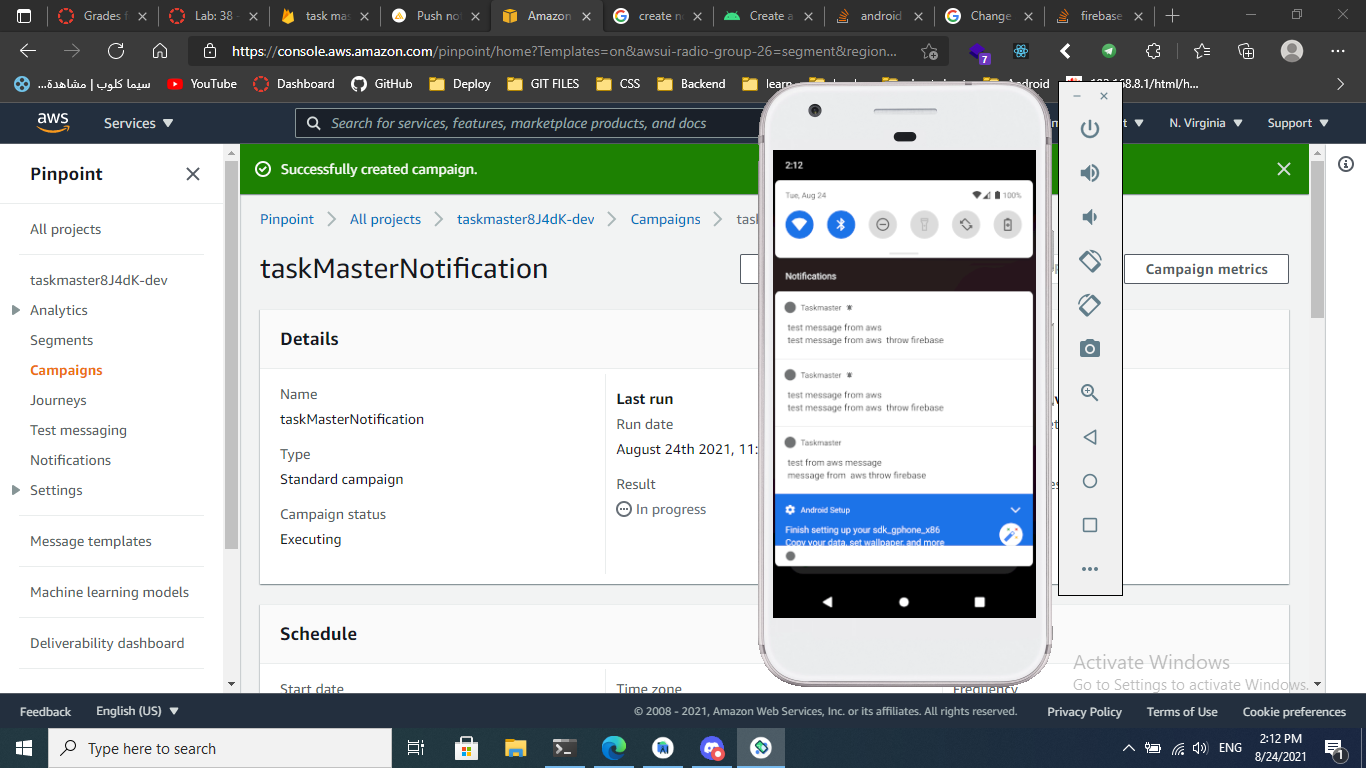 Grades f
Lab: 38 -
task mas
Push not
Amazon
create n
Create a
android
Change
firebase
https://console.aws.amazon.com/pinpoint/home?Templates=on&awsui-radio-group-26=segment&region...
7
سيما كلوب | مشاهدة...
YouTube
Dashboard
GitHub
Deploy
GIT FILES
CSS
Backend
learn
Android
192.168.8.1/html/h...
aws
Services
Search for services, features, marketplace products, and docs
N. Virginia
Support
Pinpoint
All projects
taskmaster8J4dK-dev
Analytics
Segments
Campaigns
Journeys
Test messaging
Notifications
Settings
Message templates
Machine learning models
Deliverability dashboard
Successfully created campaign.
Pinpoint
All projects
taskmaster8J4dK-dev
Campaigns
taskMasterNotification
Campaign metrics
Details
Name
taskMasterNotification
Type
Standard campaign
Campaign status
Executing
Last run
Run date
August 24th 2021, 11:
Result
In progress
Schedule
Start date
Time zone
Frequency
2:12
Tue, Aug 24
100%
Notifications
Taskmaster
test message from aws
test message from aws throw firebase
Taskmaster
test message from aws
test message from aws throw firebase
Taskmaster
test from aws message
message from aws throw firebase
Android Setup
Finish setting up your sdk_gphone_x86
Copy your data, set wallpaper, and more
Activate Windows
Go to Settings to activate Windows.
Feedback
English (US)
© 2008 - 2021, Amazon Web Services, Inc. or its affiliates. All rights reserved.
Privacy Policy
Terms of Use
Cookie preferences
Type here to search
ENG
2:12 PM
8/24/2021
1